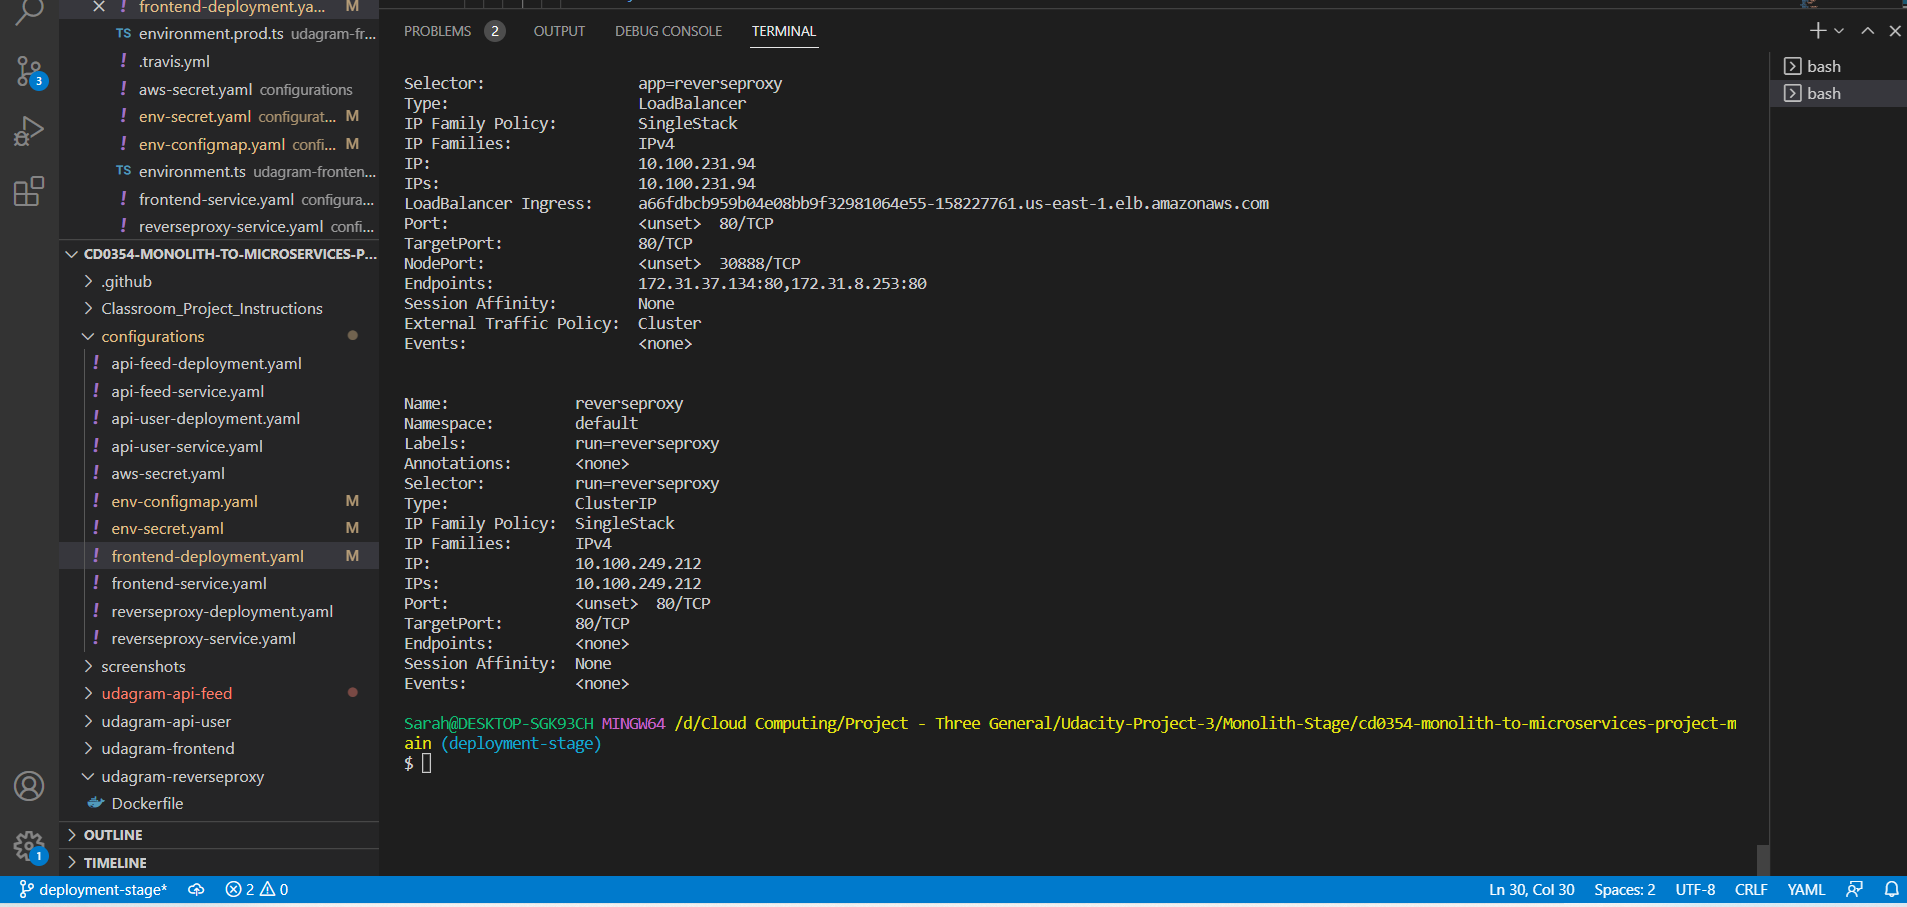 frontend-deployment.ya... M
TS environment.prod.ts udagram-fr...
! .travis.yml
! aws-secret.yaml configurations
! env-secret.yaml configurat... M
! env-configmap.yaml confi... M
TS environment.ts udagram-fronten...
! frontend-service.yaml configura...
! reverseproxy-service.yaml confi...
CD0354-MONOLITH-TO-MICROSERVICES-P...
.github
Classroom_Project_Instructions
configurations
! api-feed-deployment.yaml
! api-feed-service.yaml
! api-user-deployment.yaml
! api-user-service.yaml
! aws-secret.yaml
! env-configmap.yaml M
! env-secret.yaml M
! frontend-deployment.yaml M
! frontend-service.yaml
! reverseproxy-deployment.yaml
! reverseproxy-service.yaml
screenshots
udagram-api-feed
udagram-api-user
udagram-frontend
udagram-reverseproxy
Dockerfile
OUTLINE
TIMELINE
3
1
PROBLEMS 2 OUTPUT DEBUG CONSOLE TERMINAL
Selector: app=reverseproxy
Type: LoadBalancer
IP Family Policy: SingleStack
IP Families: IPv4
IP: 10.100.231.94
IPs: 10.100.231.94
LoadBalancer Ingress: a66fdbcb959b04e08bb9f32981064e55-158227761.us-east-1.elb.amazonaws.com
Port: <unset> 80/TCP
TargetPort: 80/TCP
NodePort: <unset> 30888/TCP
Endpoints: 172.31.37.134:80,172.31.8.253:80
Session Affinity: None
External Traffic Policy: Cluster
Events: <none>
Name: reverseproxy
Namespace: default
Labels: run=reverseproxy
Annotations: <none>
Selector: run=reverseproxy
Type: ClusterIP
IP Family Policy: SingleStack
IP Families: IPv4
IP: 10.100.249.212
IPs: 10.100.249.212
Port: <unset> 80/TCP
TargetPort: 80/TCP
Endpoints: <none>
Session Affinity: None
Events: <none>
Sarah@DESKTOP-SGK93CH MINGW64 /d/Cloud Computing/Project - Three General/Udacity-Project-3/Monolith-Stage/cd0354-monolith-to-microservices-project-m
ain (deployment-stage)
$
bash
bash
deployment-stage* 2 0 Ln 30, Col 30 Spaces: 2 UTF-8 CRLF YAML